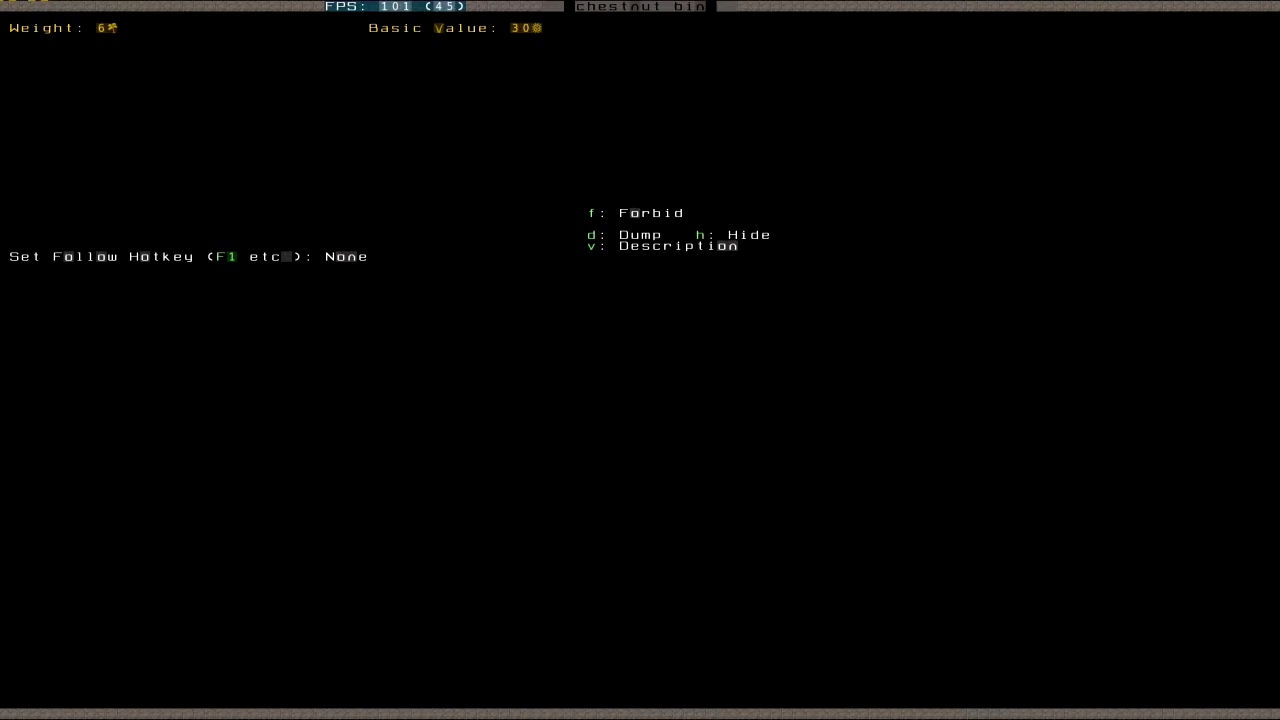 FPS: 101 (45) chestnut bin
Weight: 6Γ Basic Value: 30☼
f: Forbid
d: Dump h: Hide
v: Description
Set Follow Hotkey (F1 etc.): None